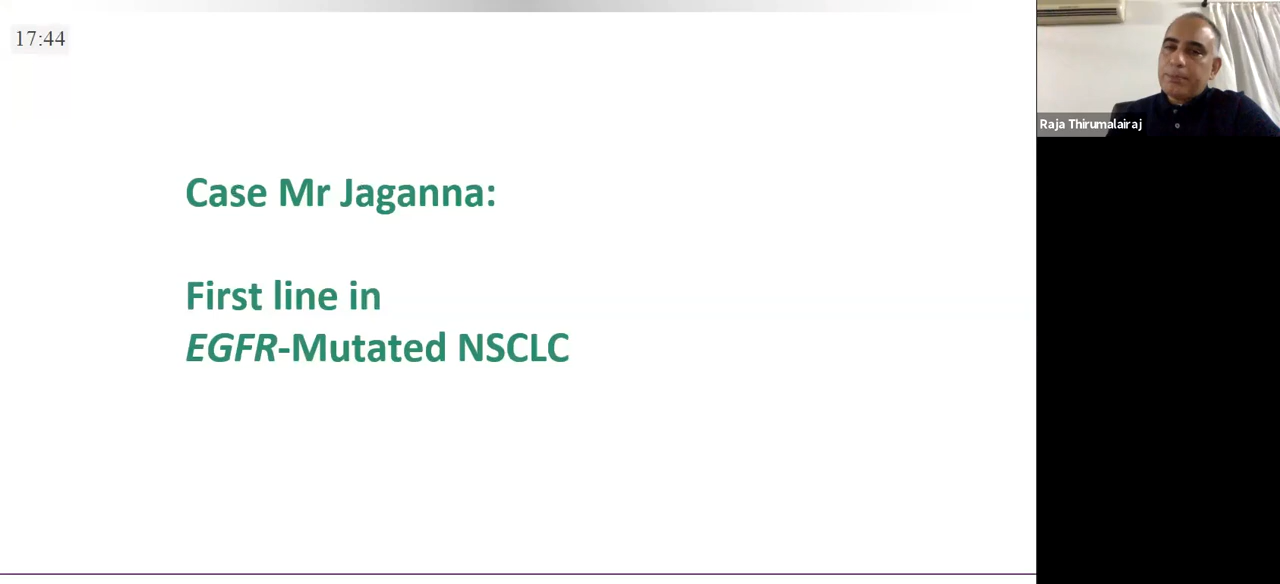 17:44
Case Mr Jaganna:
First line in
EGFR-Mutated NSCLC
Raja Thirumalairaj